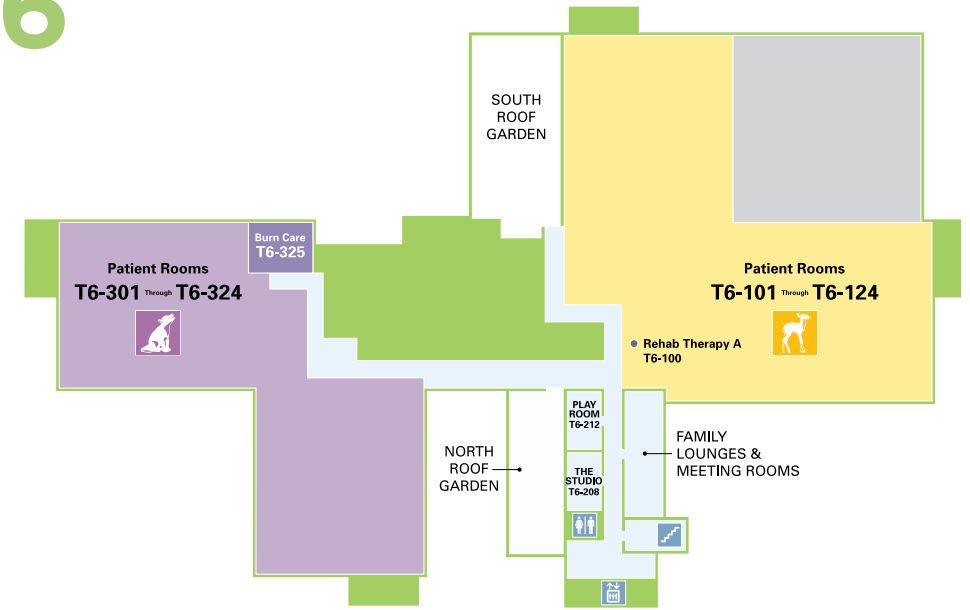 6
SOUTH
ROOF
GARDEN
Burn Care
T6-325
Patient Rooms
T6-301 Through T6-324
Patient Rooms
T6-101 Through T6-124
Rehab Therapy A
T6-100
PLAY
ROOM
T6-212
FAMILY
LOUNGES &
MEETING ROOMS
NORTH
ROOF
GARDEN
THE
STUDIO
T6-208